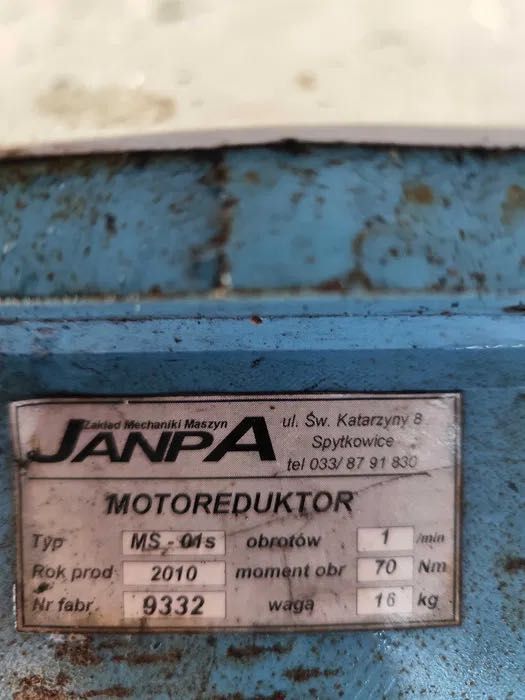 Zakład Mechaniki Maszyn
JANPA
ul. Św. Katarzyny 8
Spytkowice
tel 033/ 87 91 830
MOTOREDUKTOR
Typ MS - 01s obrotów 1 /min
Rok prod 2010 moment obr 70 Nm
Nr fabr 9332 waga 16 kg